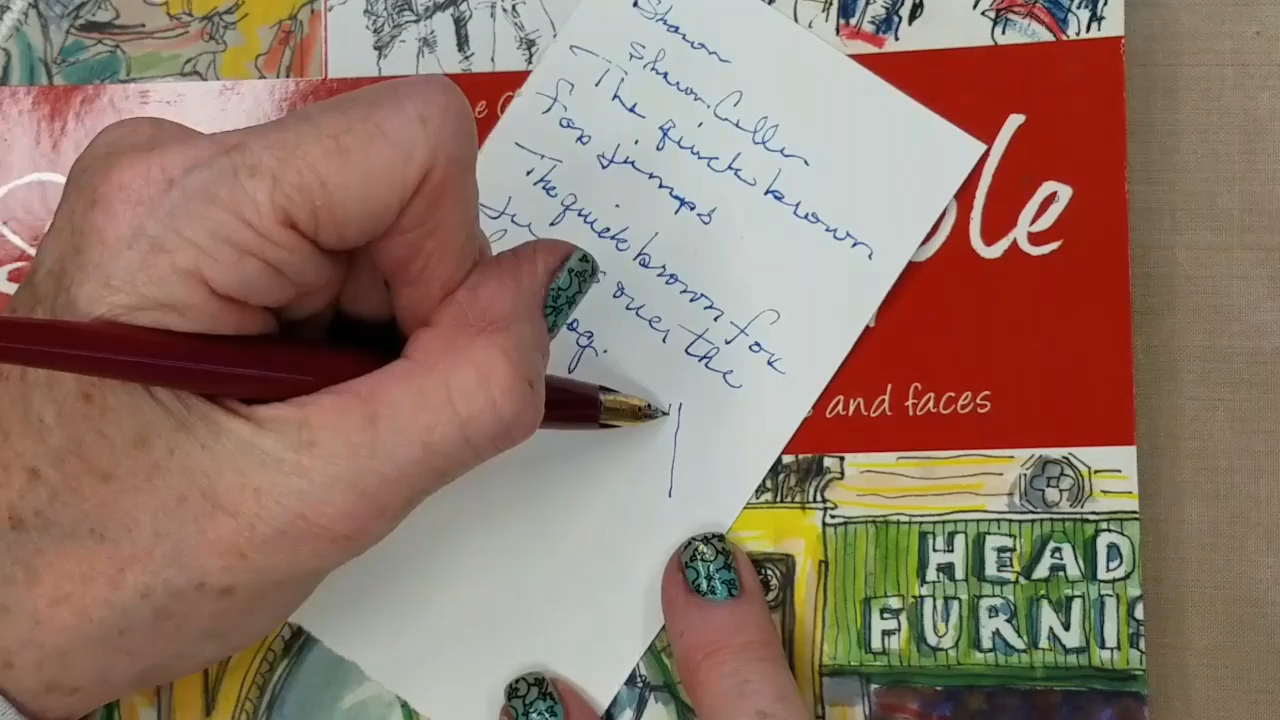 Sharon
Sharon Cullen
The quick brown
fox jumps
The quick brown fox
over the
og.
ole
and faces
HEAD
FURNIS